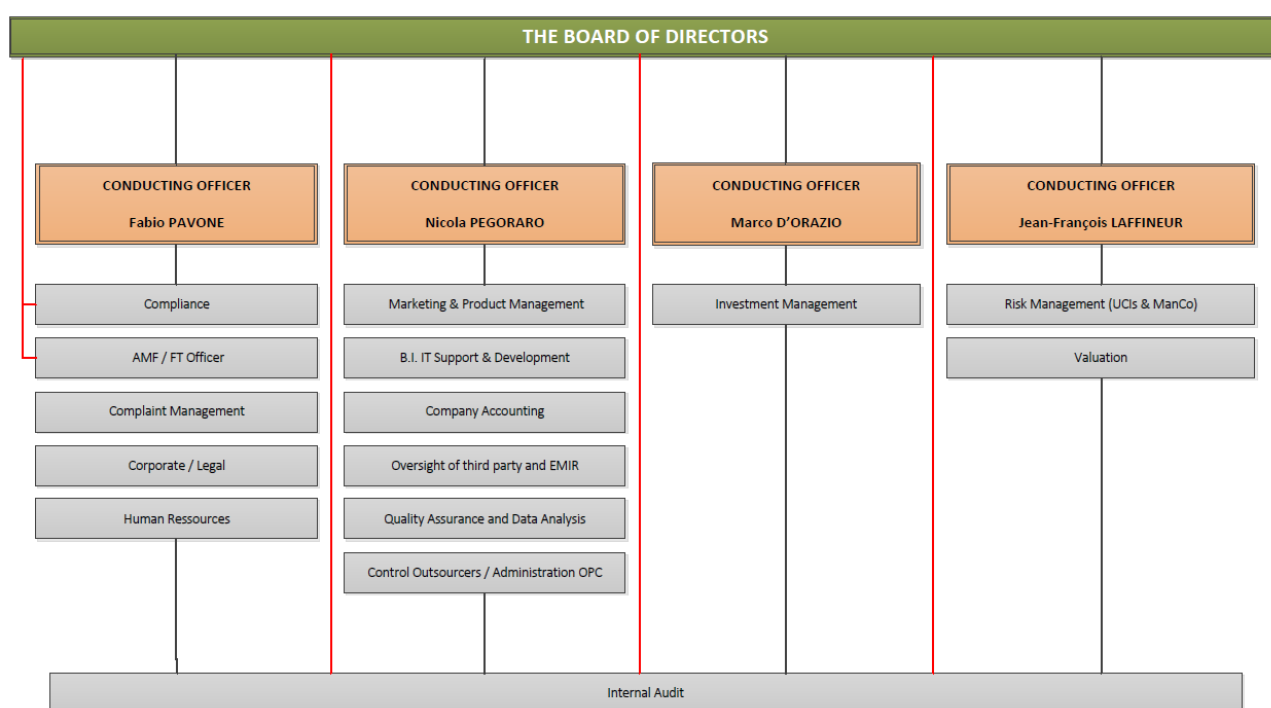 THE BOARD OF DIRECTORS
CONDUCTING OFFICER
Fabio PAVONE
Compliance
AMF / FT Officer
Complaint Management
Corporate / Legal
Human Ressources
CONDUCTING OFFICER
Nicola PEGORARO
Marketing & Product Management
B.I. IT Support & Development
Company Accounting
Oversight of third party and EMIR
Quality Assurance and Data Analysis
Control Outsourcers / Administration OPC
CONDUCTING OFFICER
Marco D’ORAZIO
Investment Management
CONDUCTING OFFICER
Jean-François LAFFINEUR
Risk Management (UCIs & ManCo)
Valuation
Internal Audit